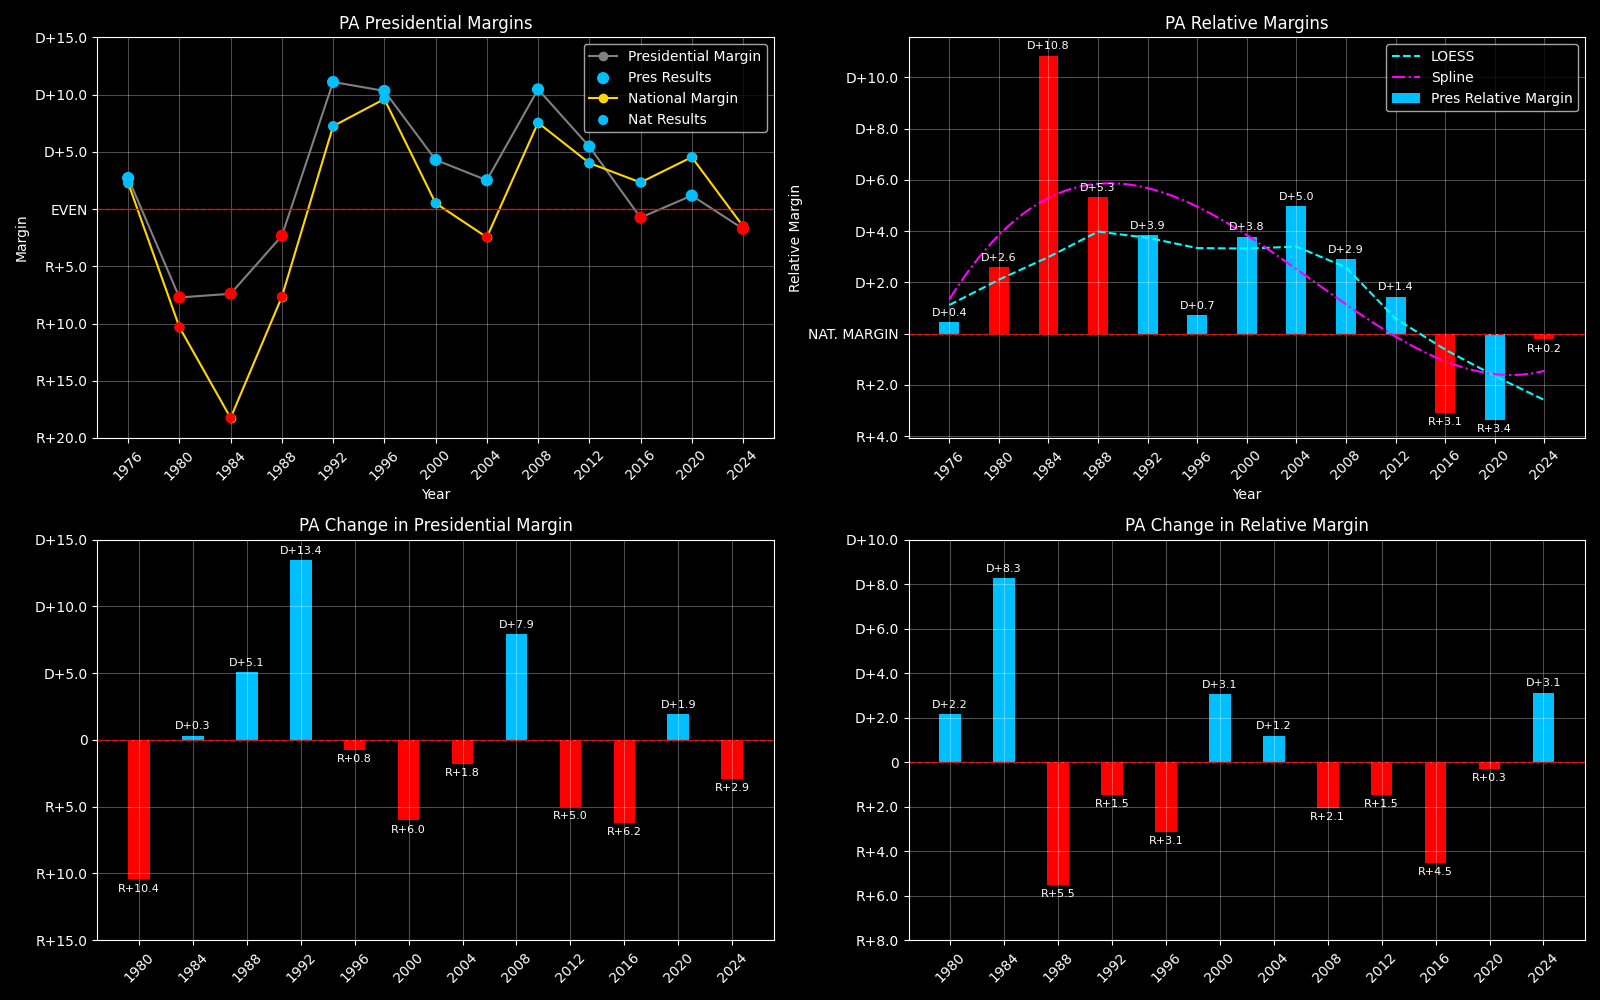 PA Presidential Margins
D+15.0
D+10.0
D+5.0
EVEN
R+5.0
R+10.0
R+15.0
R+20.0
Margin
Presidential Margin
Pres Results
National Margin
Nat Results
1976 1980 1984 1988 1992 1996 2000 2004 2008 2012 2016 2020 2024
Year
PA Relative Margins
D+10.0
D+8.0
D+6.0
D+4.0
D+2.0
NAT. MARGIN
R+2.0
R+4.0
Relative Margin
LOESS
Spline
Pres Relative Margin
D+0.4
D+2.6
D+10.8
D+5.3
D+3.9
D+0.7
D+3.8
D+5.0
D+2.9
D+1.4
R+3.1
R+3.4
R+0.2
1976 1980 1984 1988 1992 1996 2000 2004 2008 2012 2016 2020 2024
Year
PA Change in Presidential Margin
D+15.0
D+10.0
D+5.0
0
R+5.0
R+10.0
R+15.0
R+10.4
D+0.3
D+5.1
D+13.4
R+0.8
R+6.0
R+1.8
D+7.9
R+5.0
R+6.2
D+1.9
R+2.9
1980 1984 1988 1992 1996 2000 2004 2008 2012 2016 2020 2024
PA Change in Relative Margin
D+10.0
D+8.0
D+6.0
D+4.0
D+2.0
0
R+2.0
R+4.0
R+6.0
R+8.0
D+2.2
D+8.3
R+5.5
R+1.5
R+3.1
D+3.1
D+1.2
R+2.1
R+1.5
R+4.5
R+0.3
D+3.1
1980 1984 1988 1992 1996 2000 2004 2008 2012 2016 2020 2024